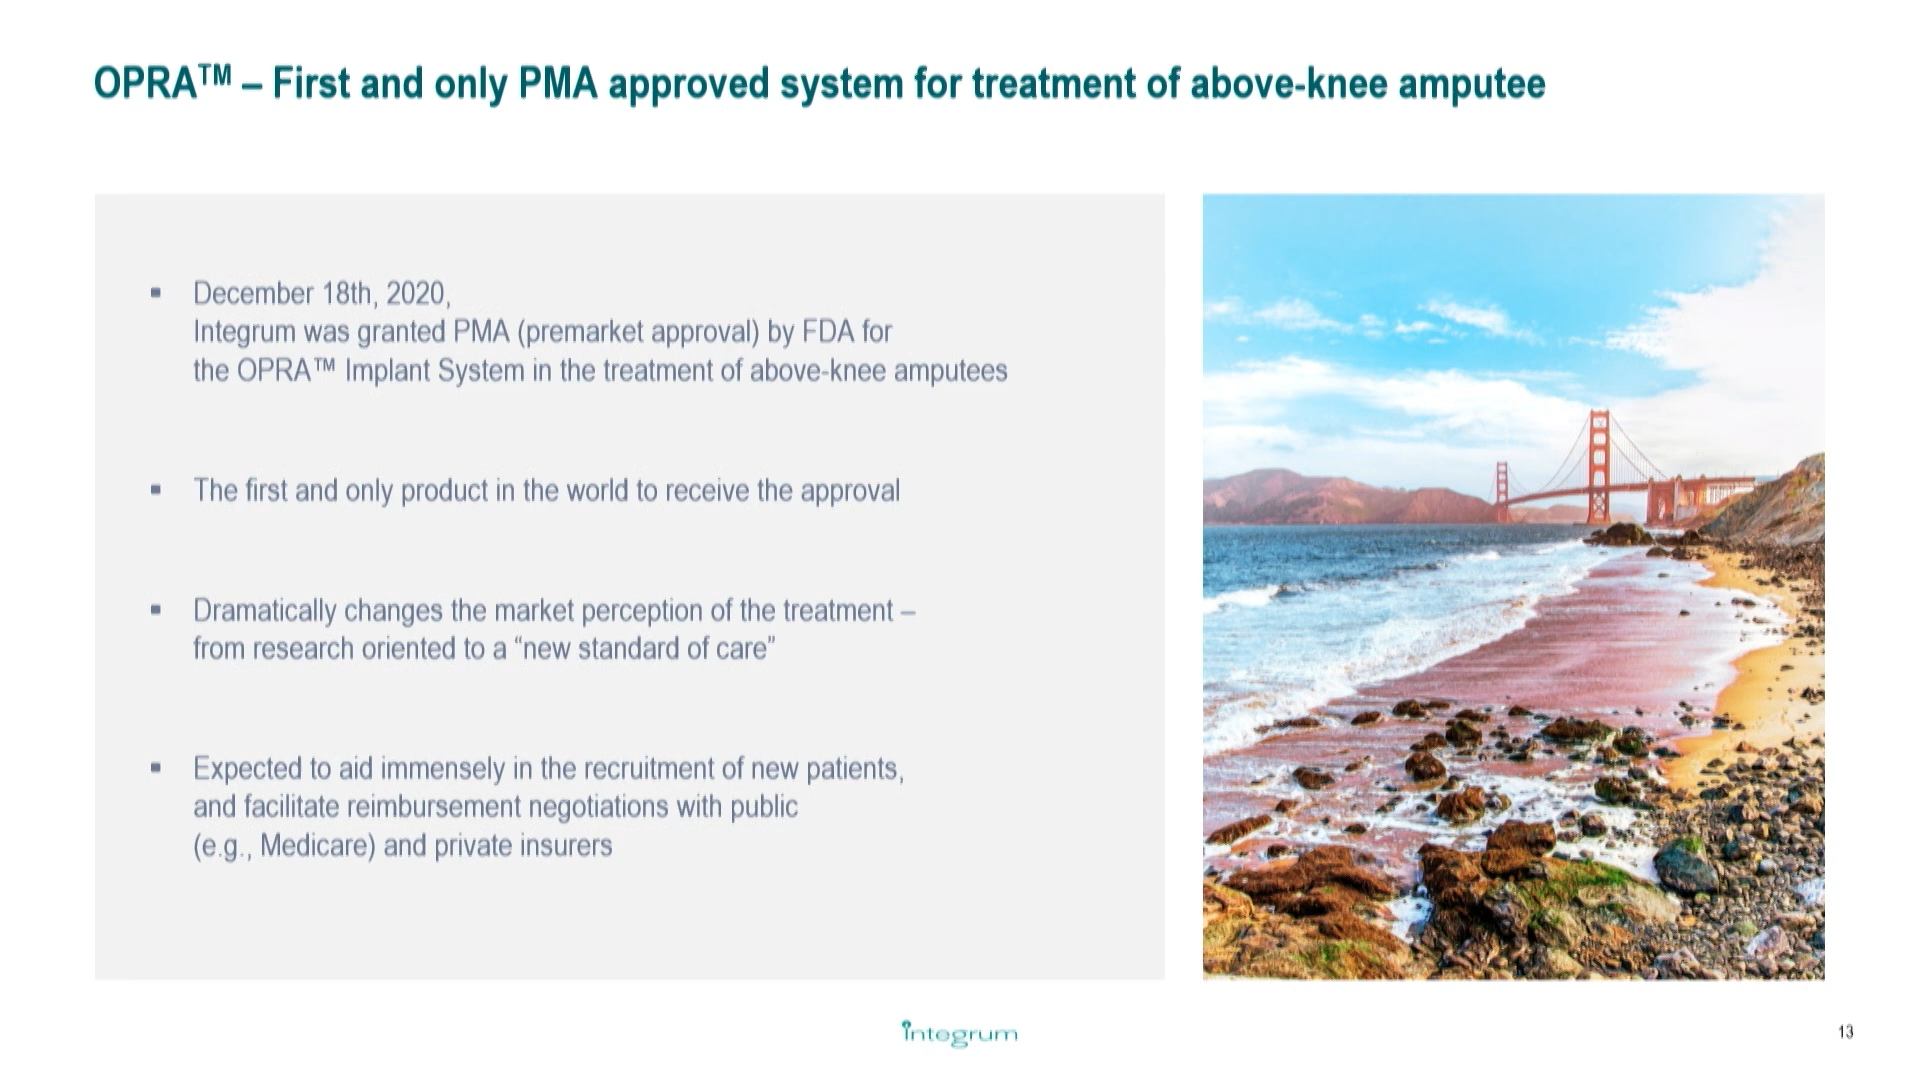 OPRA™ – First and only PMA approved system for treatment of above-knee amputee
▪ December 18th, 2020,
Integrum was granted PMA (premarket approval) by FDA for
the OPRA™ Implant System in the treatment of above-knee amputees
▪ The first and only product in the world to receive the approval
▪ Dramatically changes the market perception of the treatment –
from research oriented to a “new standard of care”
▪ Expected to aid immensely in the recruitment of new patients,
and facilitate reimbursement negotiations with public
(e.g., Medicare) and private insurers
integrum
13